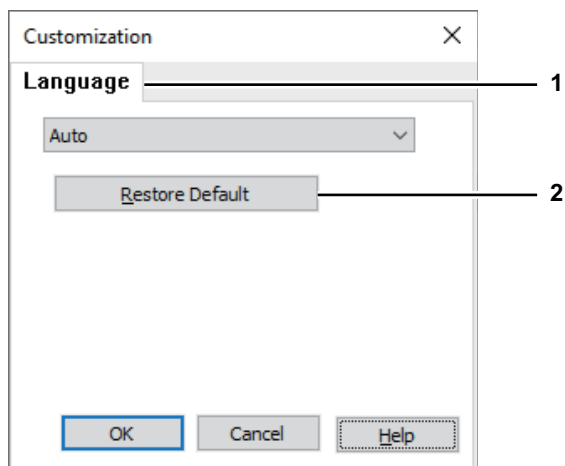 Customization
Language
1
Auto
Restore Default
2
OK Cancel Help